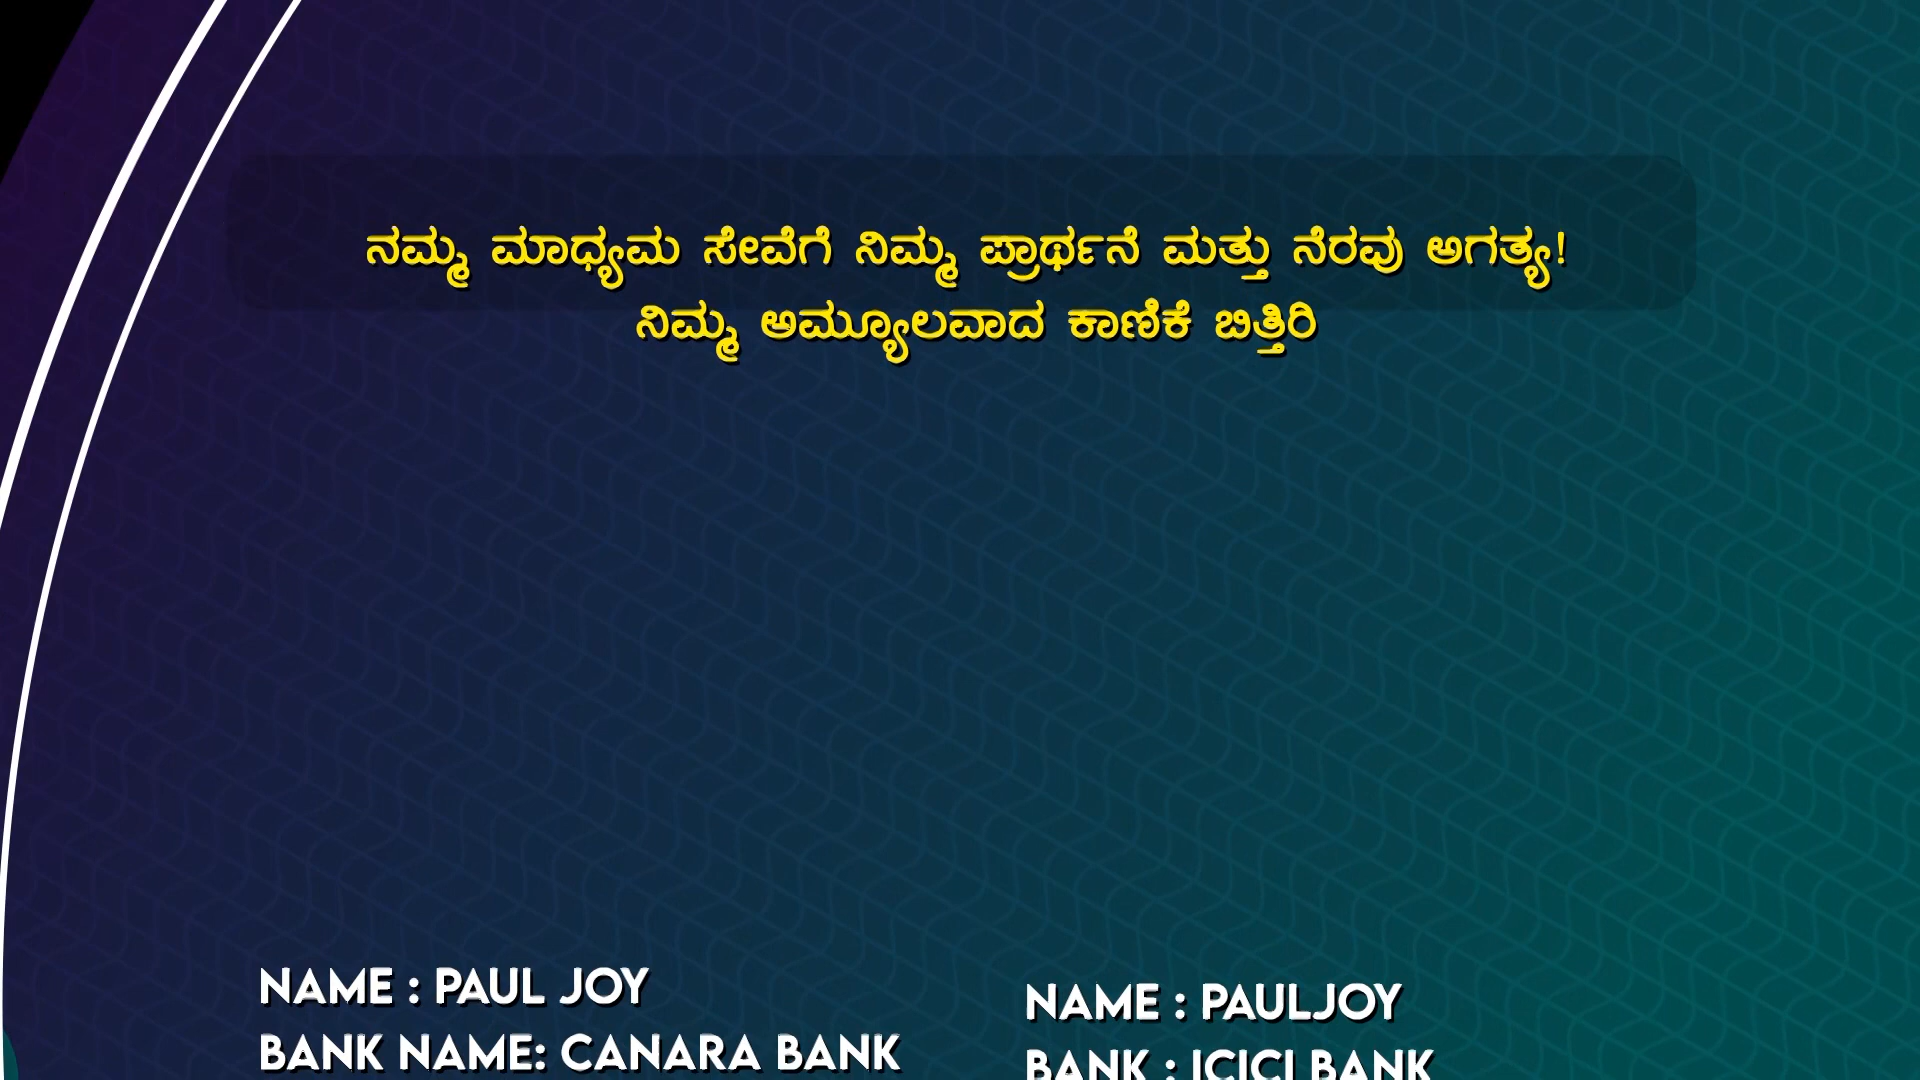 ನಮ್ಮ ಮಾಧ್ಯಮ ಸೇವೆಗೆ ನಿಮ್ಮ ಪ್ರಾರ್ಥನೆ ಮತ್ತು ನೆರವು ಅಗತ್ಯ!
ನಿಮ್ಮ ಅಮ್ಯೂಲವಾದ ಕಾಣಿಕೆ ಬಿತ್ತಿರಿ
NAME : PAUL JOY
BANK NAME: CANARA BANK
NAME : PAULJOY
BANK : ICICI BANK